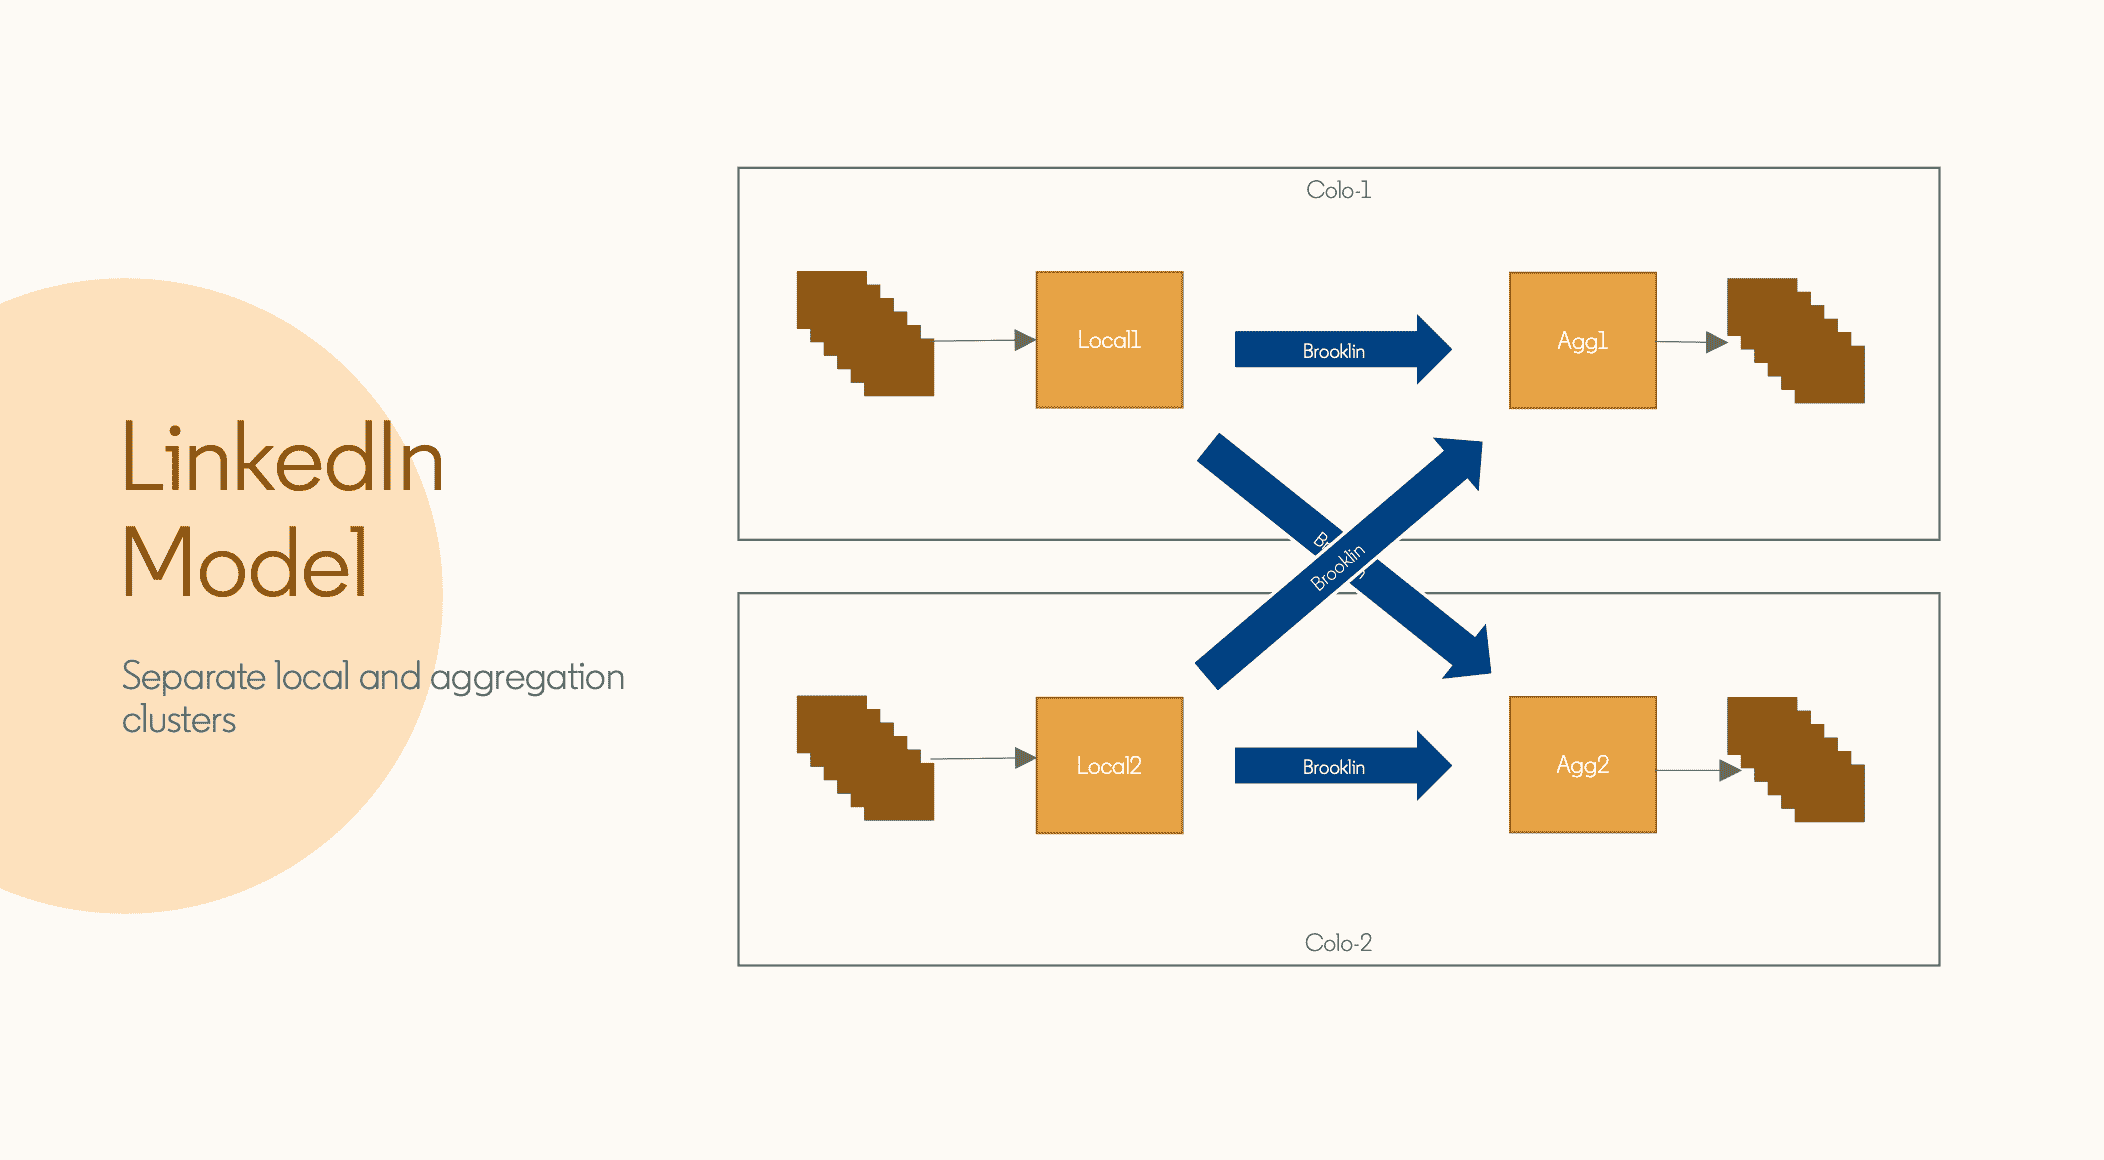 LinkedIn
Model
Separate local and aggregation
clusters
Colo-1
Local1
Brooklin
Agg1
Brooklin
Local2
Brooklin
Agg2
Colo-2